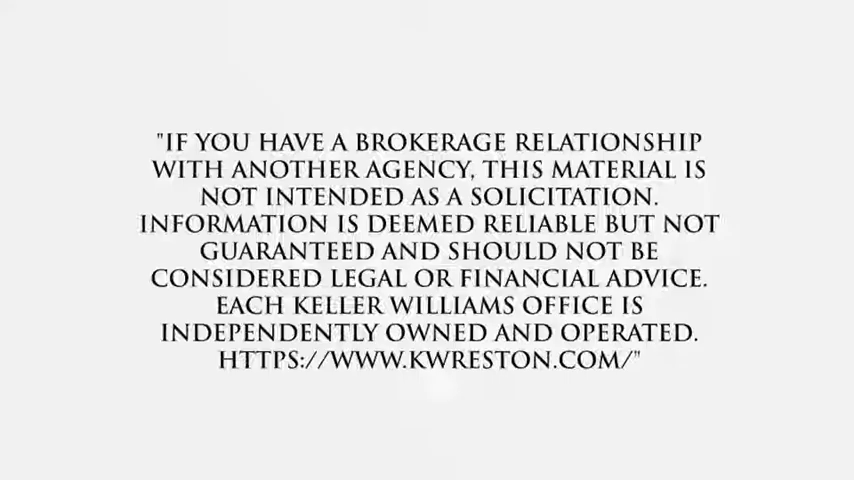 "IF YOU HAVE A BROKERAGE RELATIONSHIP
WITH ANOTHER AGENCY, THIS MATERIAL IS
NOT INTENDED AS A SOLICITATION.
INFORMATION IS DEEMED RELIABLE BUT NOT
GUARANTEED AND SHOULD NOT BE
CONSIDERED LEGAL OR FINANCIAL ADVICE.
EACH KELLER WILLIAMS OFFICE IS
INDEPENDENTLY OWNED AND OPERATED.
HTTPS://WWW.KWRESTON.COM/"